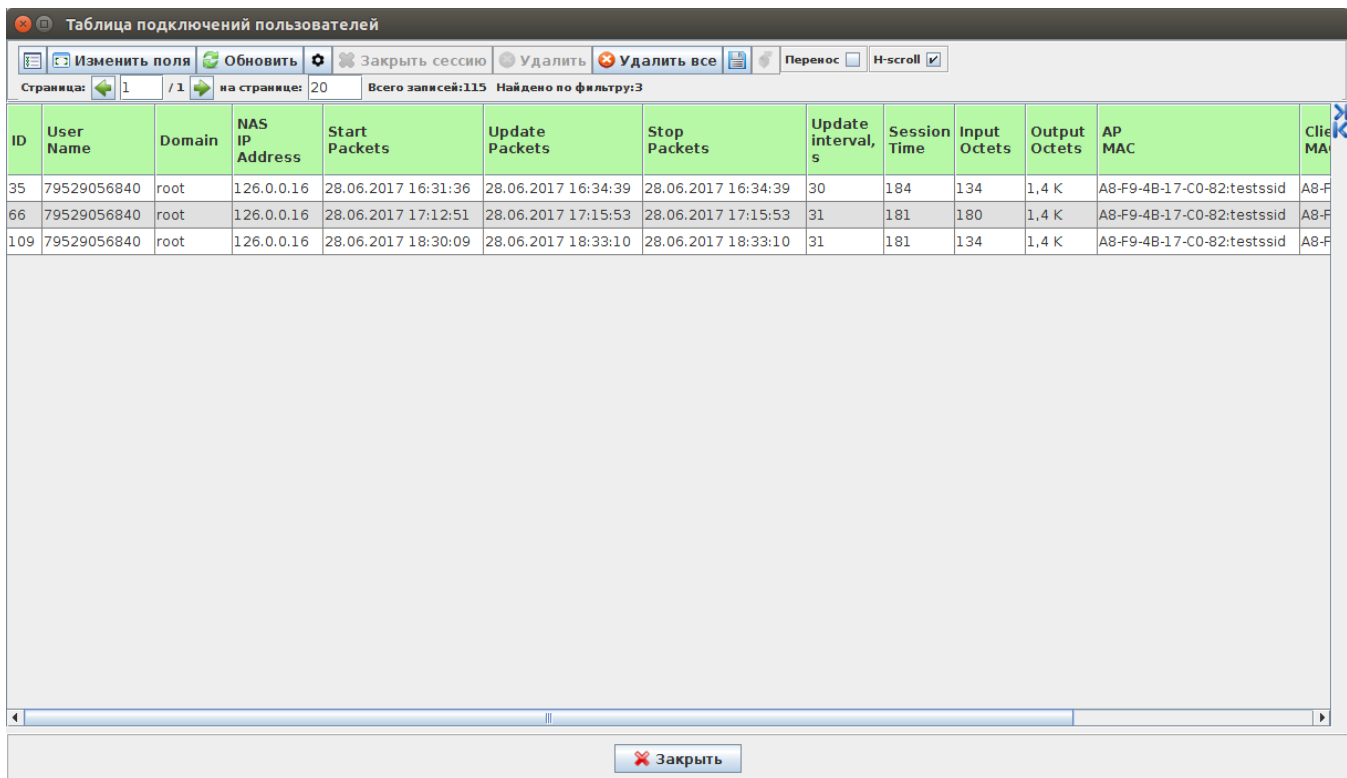 Таблица подключений пользователей
Изменить поля Обновить Закрыть сессию Удалить Удалить все Перенос H-scroll
Страница: 1 / 1 на странице: 20 Всего записей:115 Найдено по фильтру:3
ID User Name Domain NAS IP Address Start Packets Update Packets Stop Packets Update interval, s Session Time Input Octets Output Octets AP MAC
35 79529056840 root 126.0.0.16 28.06.2017 16:31:36 28.06.2017 16:34:39 28.06.2017 16:34:39 30 184 134 1,4 K A8-F9-4B-17-C0-82:testssid A8-F
66 79529056840 root 126.0.0.16 28.06.2017 17:12:51 28.06.2017 17:15:53 28.06.2017 17:15:53 31 181 180 1,4 K A8-F9-4B-17-C0-82:testssid A8-F
109 79529056840 root 126.0.0.16 28.06.2017 18:30:09 28.06.2017 18:33:10 28.06.2017 18:33:10 31 181 134 1,4 K A8-F9-4B-17-C0-82:testssid A8-F
Закрыть